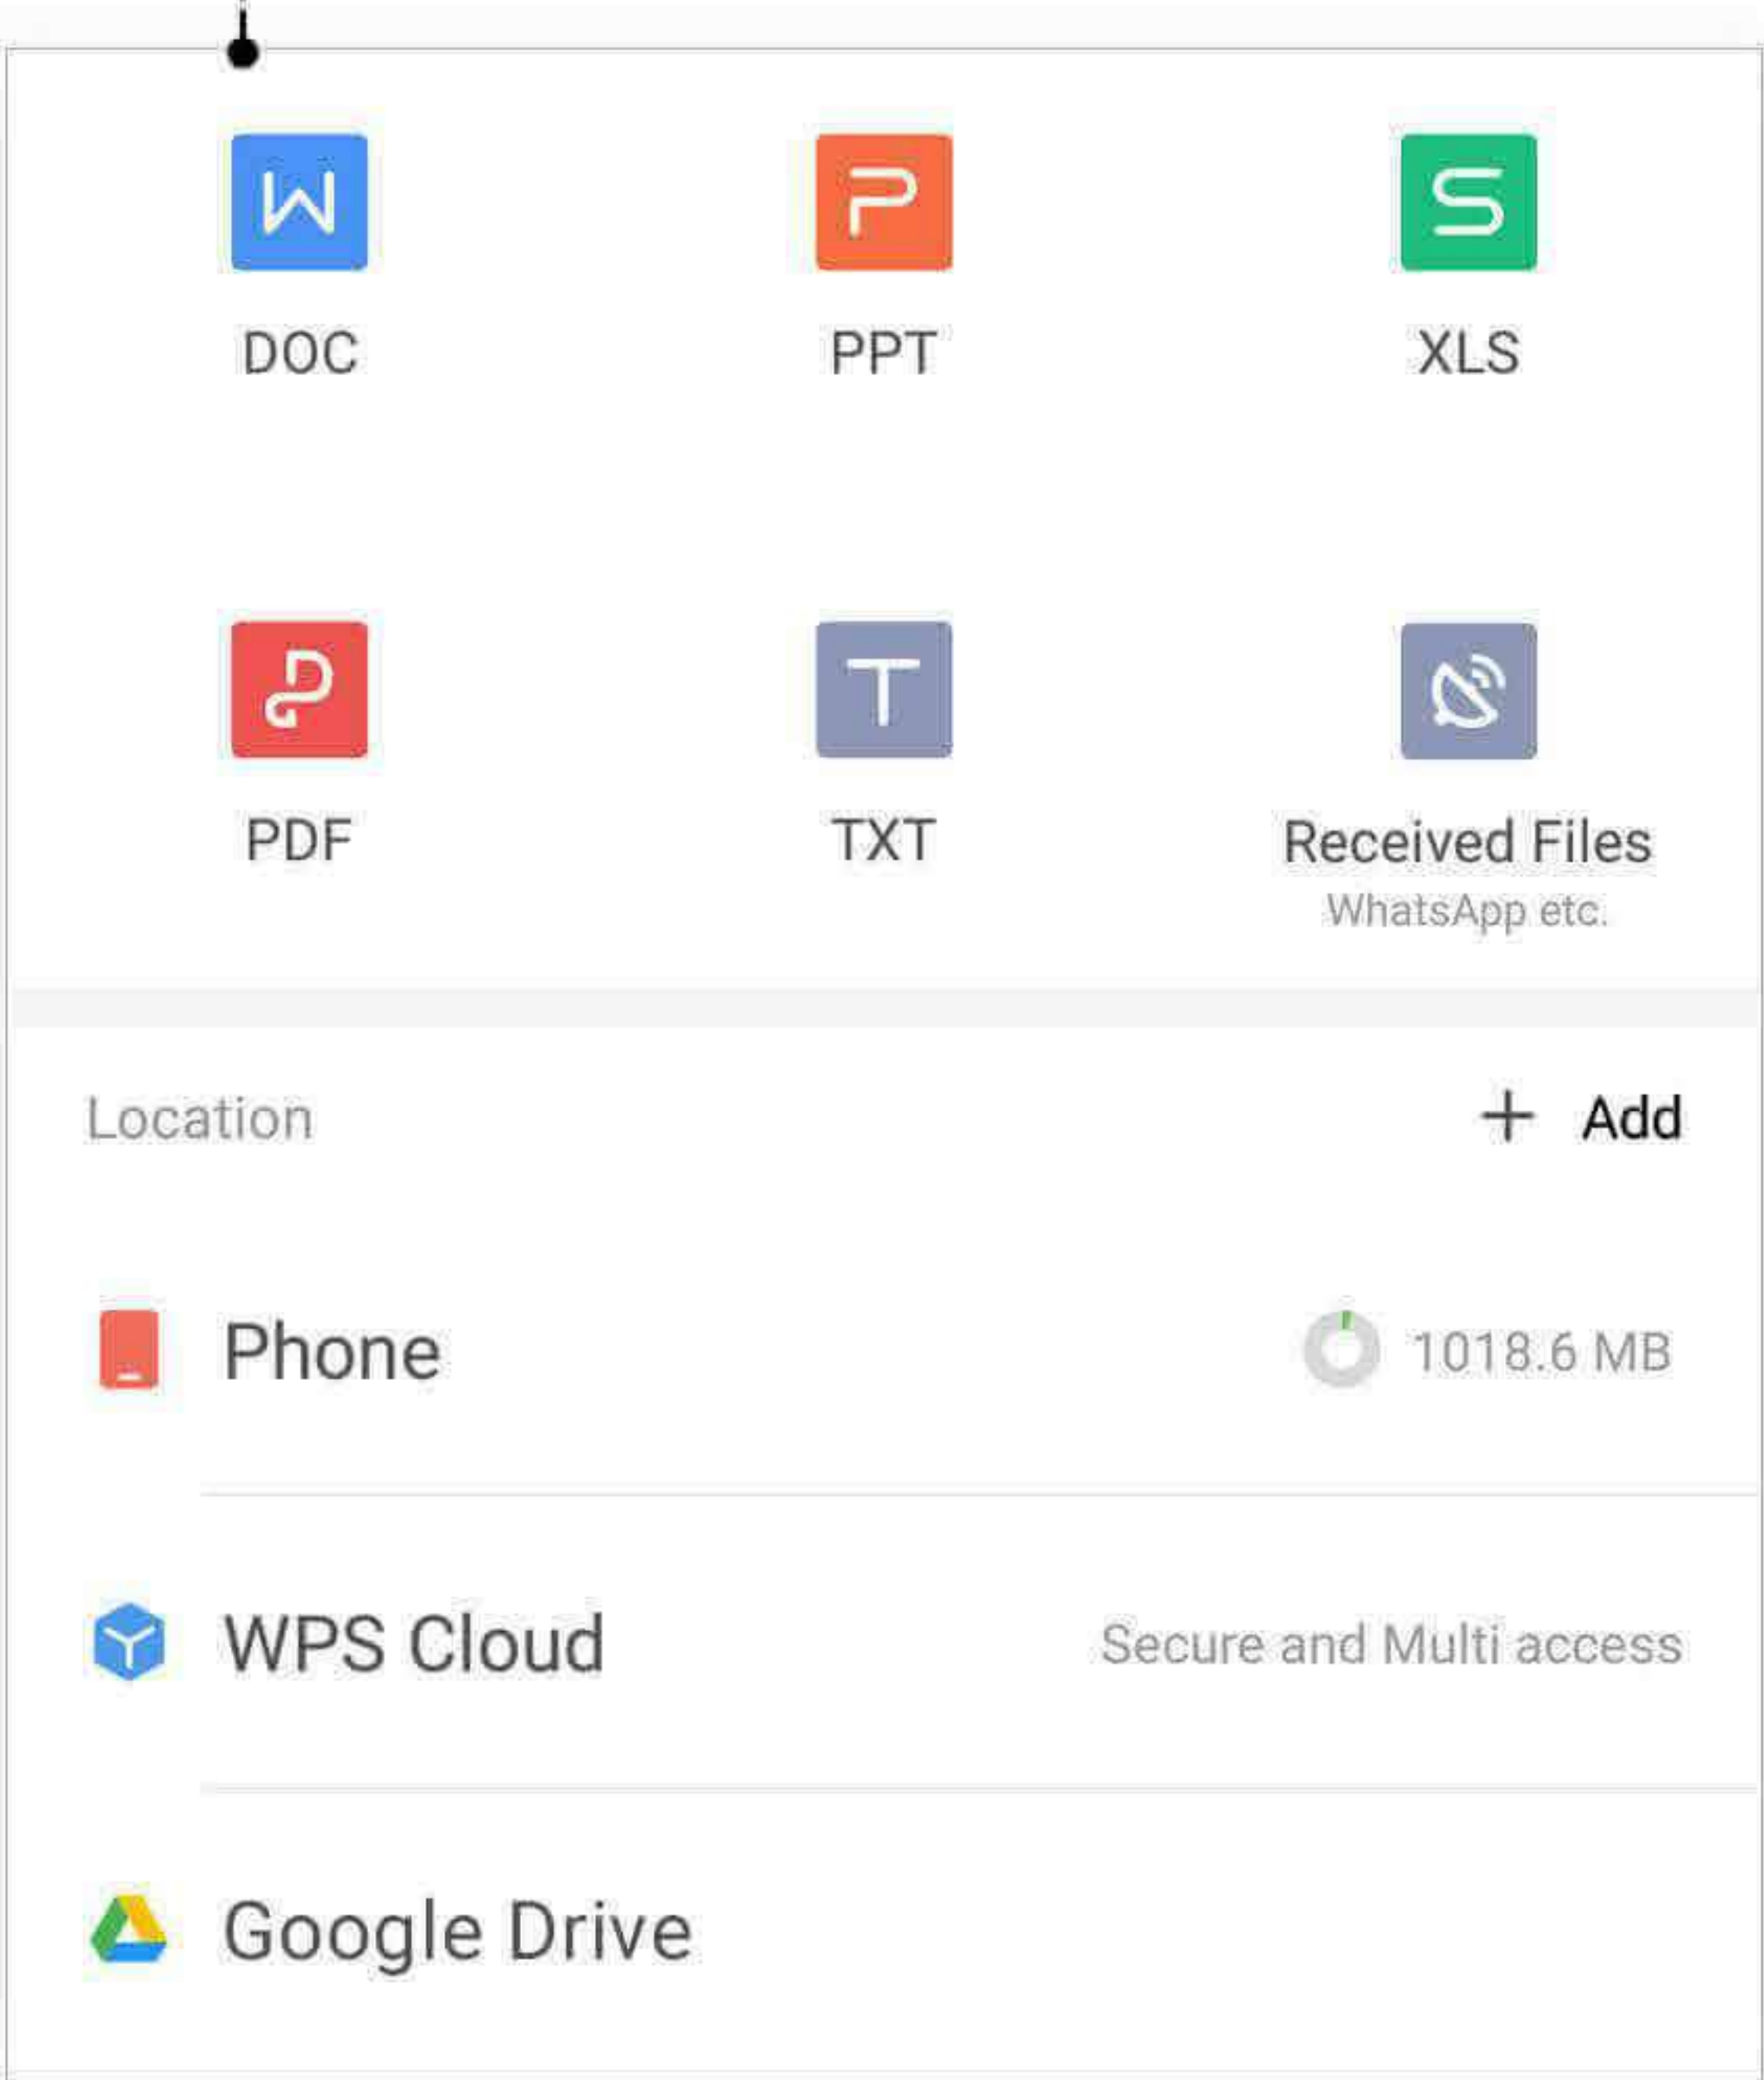 DOC PPT XLS
PDF TXT Received Files
WhatsApp etc.
Location + Add
Phone 1018.6 MB
WPS Cloud Secure and Multi access
Google Drive